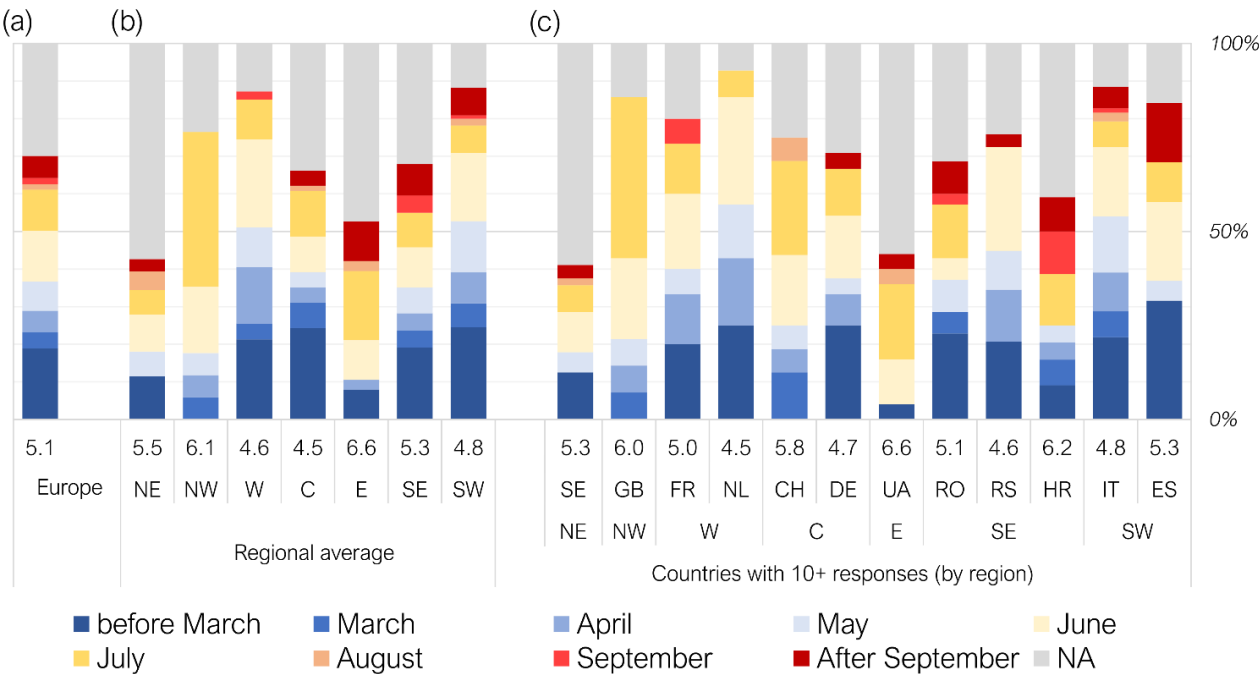 (a) (b) (c)
100%
50%
0%
5.1 5.5 6.1 4.6 4.5 6.6 5.3 4.8 5.3 6.0 5.0 4.5 5.8 4.7 6.6 5.1 4.6 6.2 4.8 5.3
Europe NE NW W C E SE SW SE GB FR NL CH DE UA RO RS HR IT ES
NE NW W C E SE SW
Regional average
Countries with 10+ responses (by region)
before March March April May June
July August September After September NA